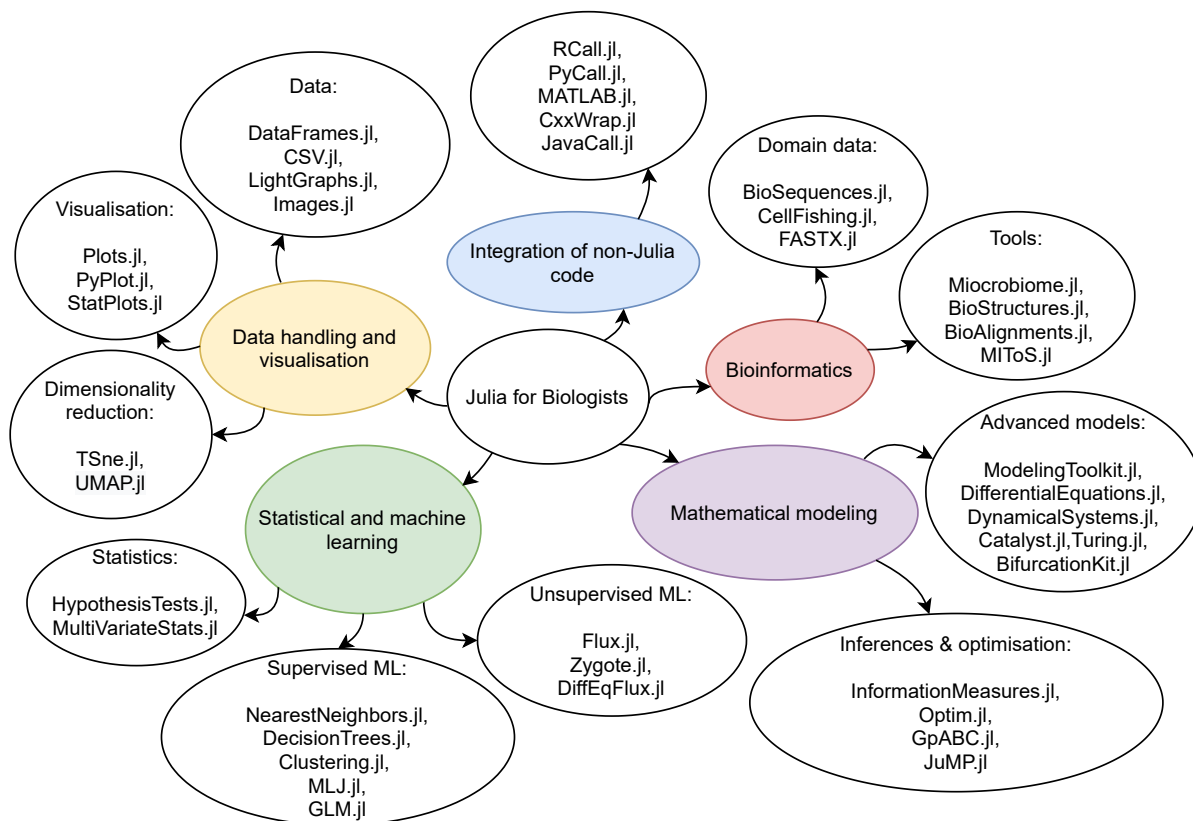 RCall.jl,
PyCall.jl,
MATLAB.jl,
CxxWrap.jl
JavaCall.jl
Data:
DataFrames.jl,
CSV.jl,
LightGraphs.jl,
Images.jl
Domain data:
BioSequences.jl,
CellFishing.jl,
FASTX.jl
Visualisation:
Plots.jl,
PyPlot.jl,
StatPlots.jl
Integration of non-Julia
code
Tools:
Miocrobiome.jl,
BioStructures.jl,
BioAlignments.jl,
MIToS.jl
Data handling and
visualisation
Bioinformatics
Julia for Biologists
Dimensionality
reduction:
TSne.jl,
UMAP.jl
Advanced models:
ModelingToolkit.jl,
DifferentialEquations.jl,
DynamicalSystems.jl,
Catalyst.jl,Turing.jl,
BifurcationKit.jl
Statistical and machine
learning
Mathematical modeling
Statistics:
HypothesisTests.jl,
MultiVariateStats.jl
Unsupervised ML:
Flux.jl,
Zygote.jl,
DiffEqFlux.jl
Inferences & optimisation:
InformationMeasures.jl,
Optim.jl,
GpABC.jl,
JuMP.jl
Supervised ML:
NearestNeighbors.jl,
DecisionTrees.jl,
Clustering.jl,
MLJ.jl,
GLM.jl